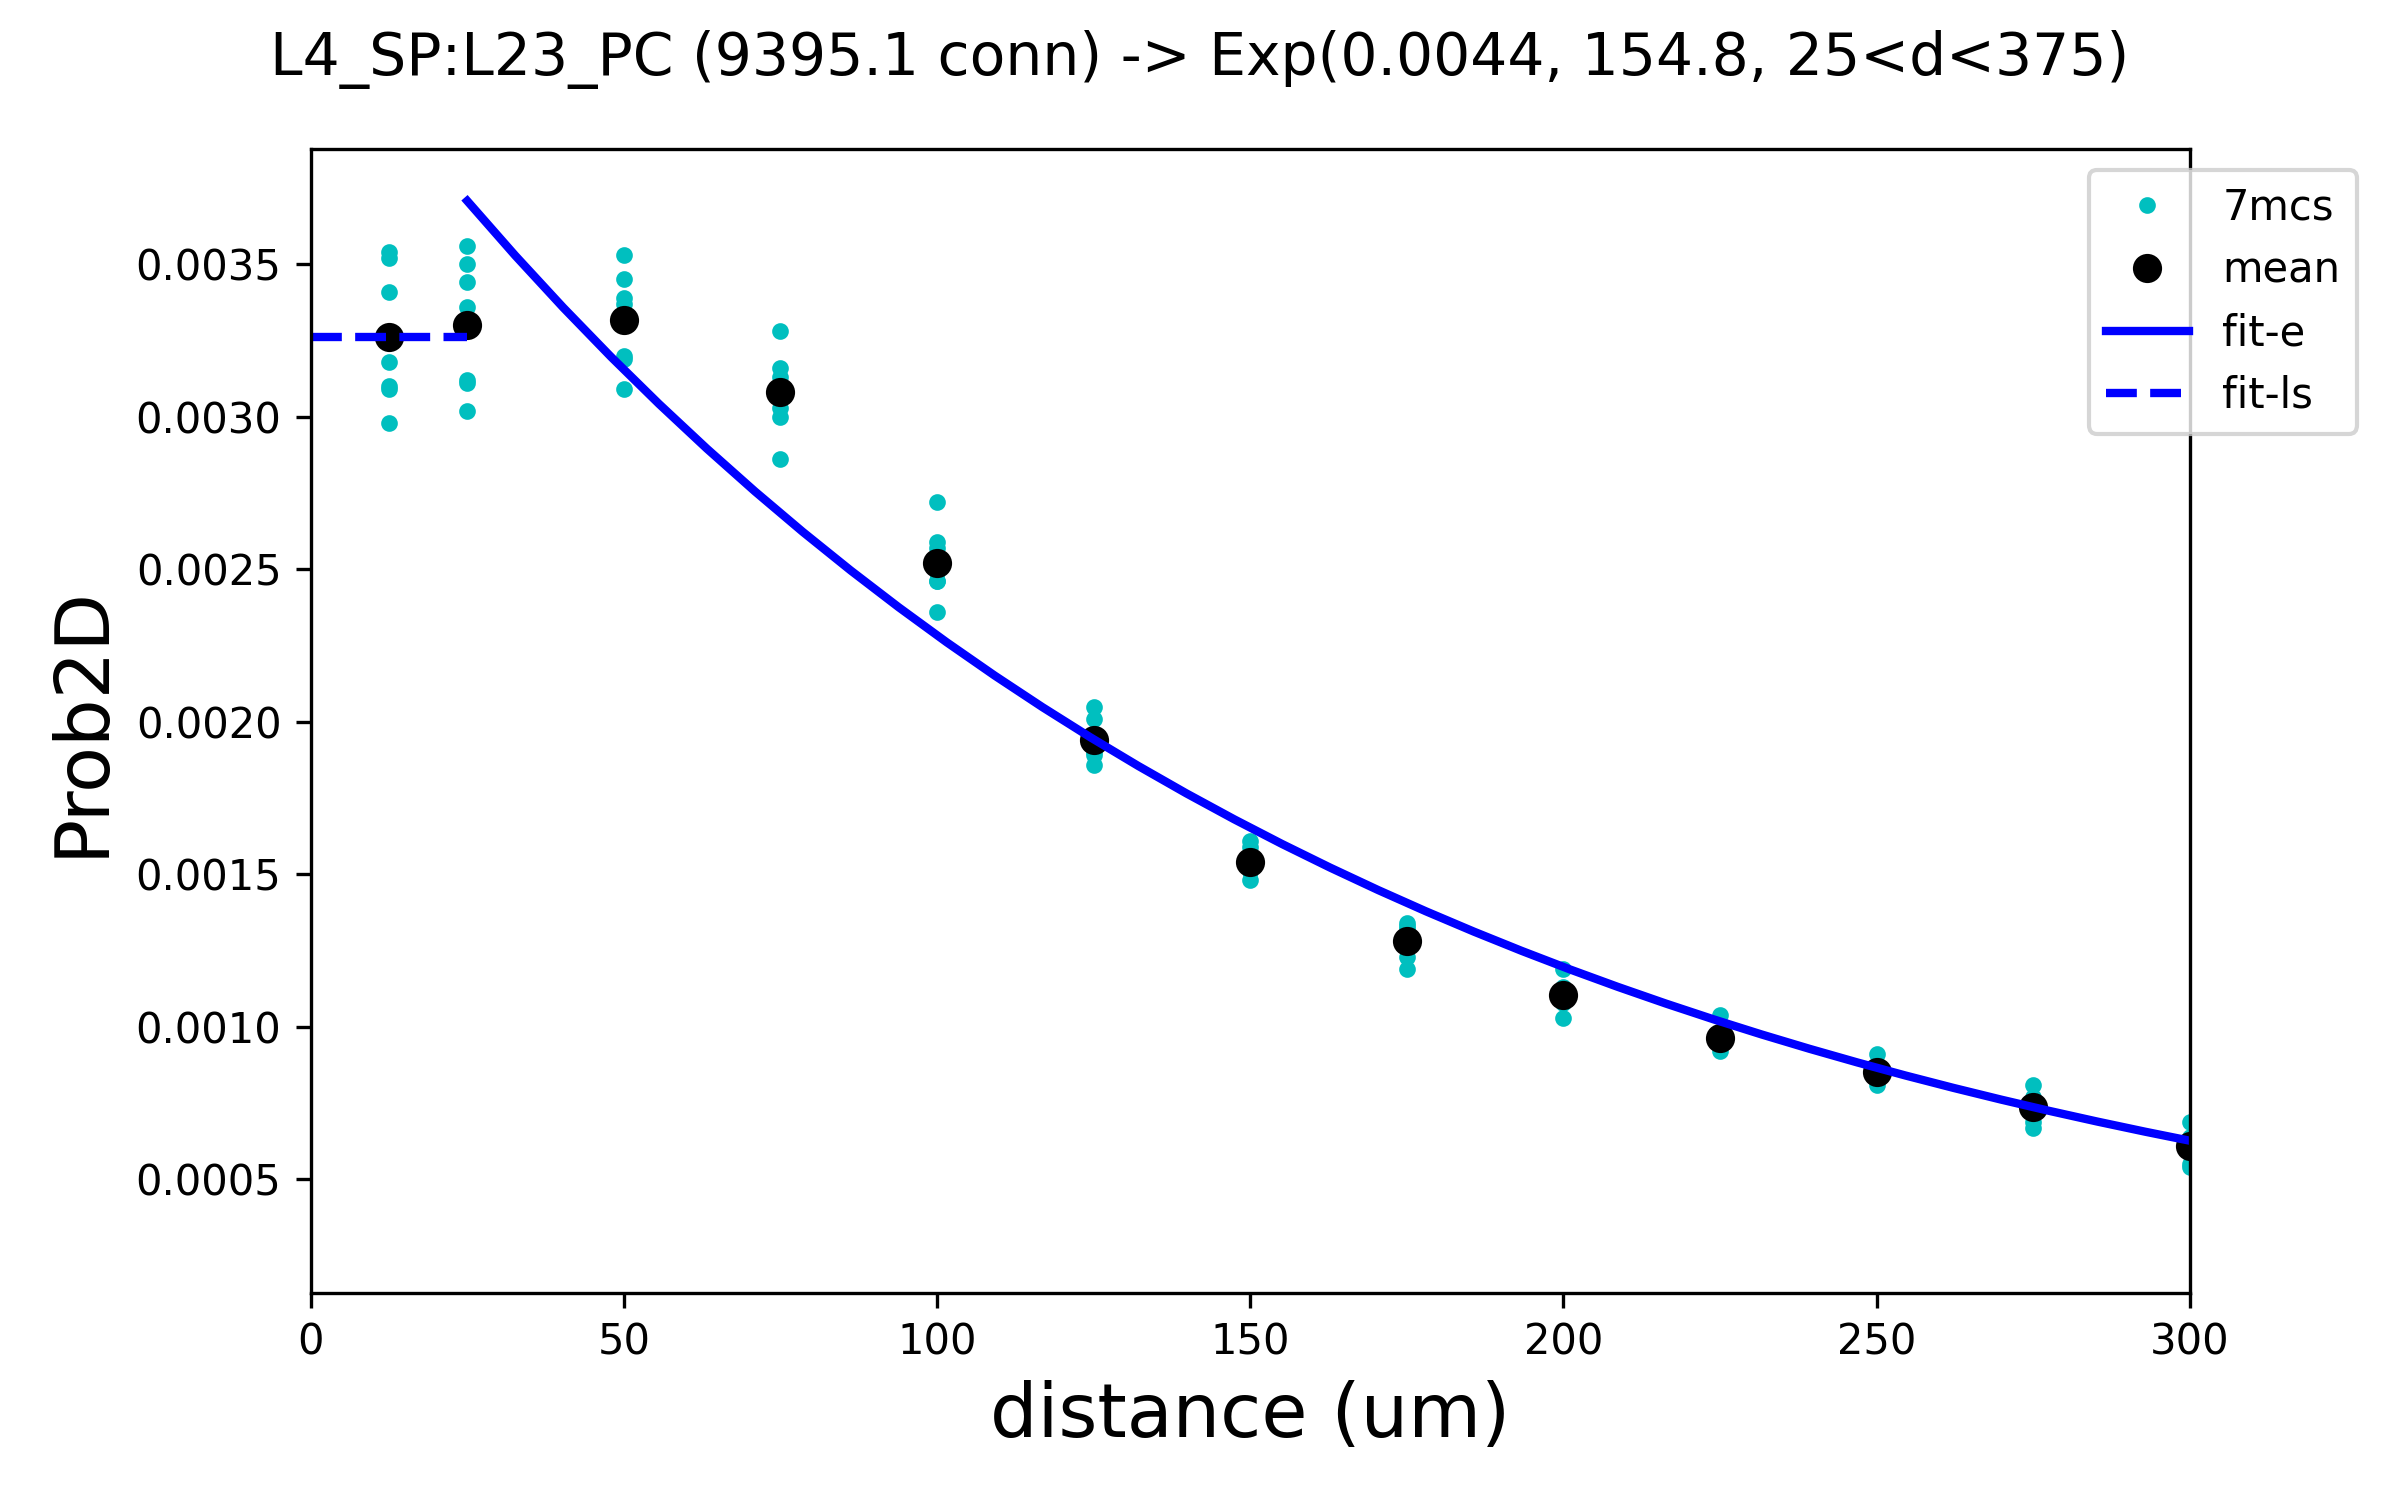 L4_SP:L23_PC (9395.1 conn) -> Exp(0.0044, 154.8, 25<d<375)
7mcs
mean
fit-e
fit-ls
0.0035
0.0030
0.0025
0.0020
0.0015
0.0010
0.0005
Prob2D
0 50 100 150 200 250 300
distance (um)